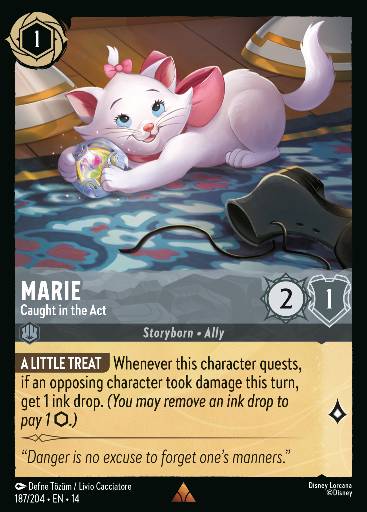 1
MARIE
Caught in the Act
2
1
Storyborn • Ally
A LITTLE TREAT Whenever this character quests,
if an opposing character took damage this turn,
get 1 ink drop. (You may remove an ink drop to
pay 1 ⬡.)
“Danger is no excuse to forget one’s manners.”
Defne Tözüm / Livio Cacciatore
187/204 • EN • 14
Disney Lorcana
©Disney